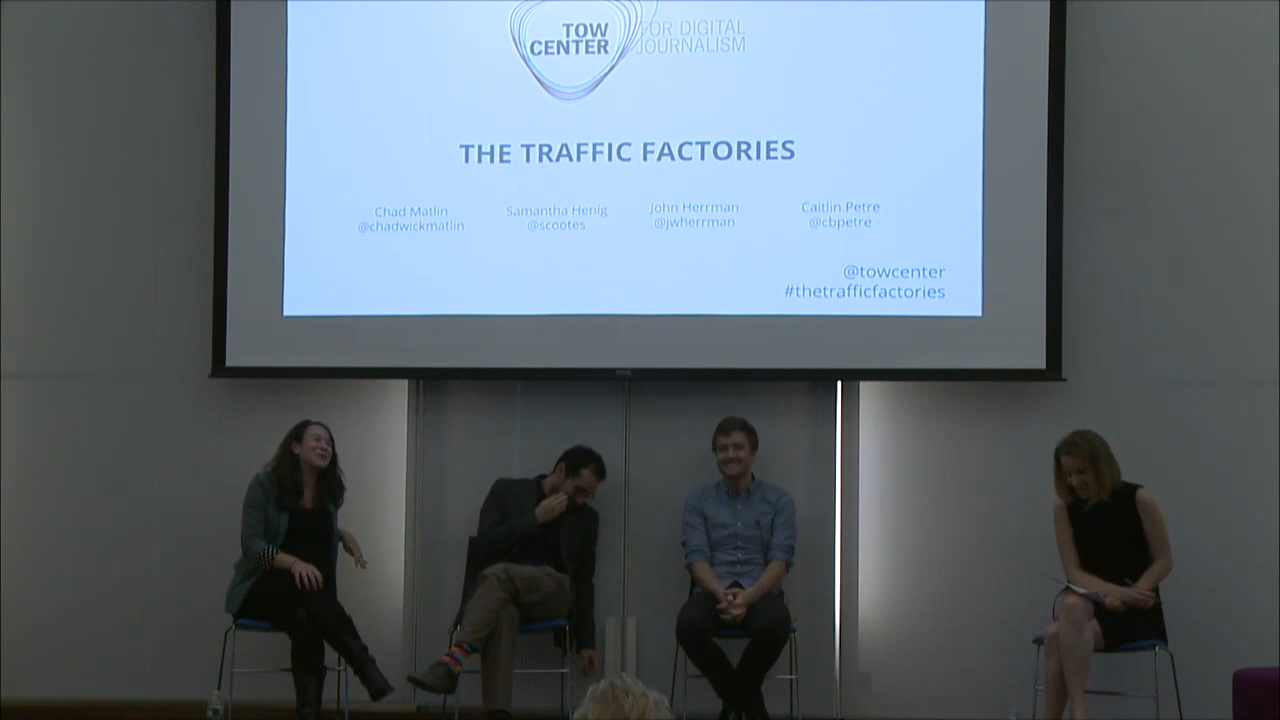 TOW
CENTER
FOR DIGITAL
JOURNALISM
THE TRAFFIC FACTORIES
Chad Matlin
@chadwickmatlin
Samantha Henig
@scootes
John Herrman
@jwherrman
Caitlin Petre
@cbpetre
@towcenter
#thetrafficfactories